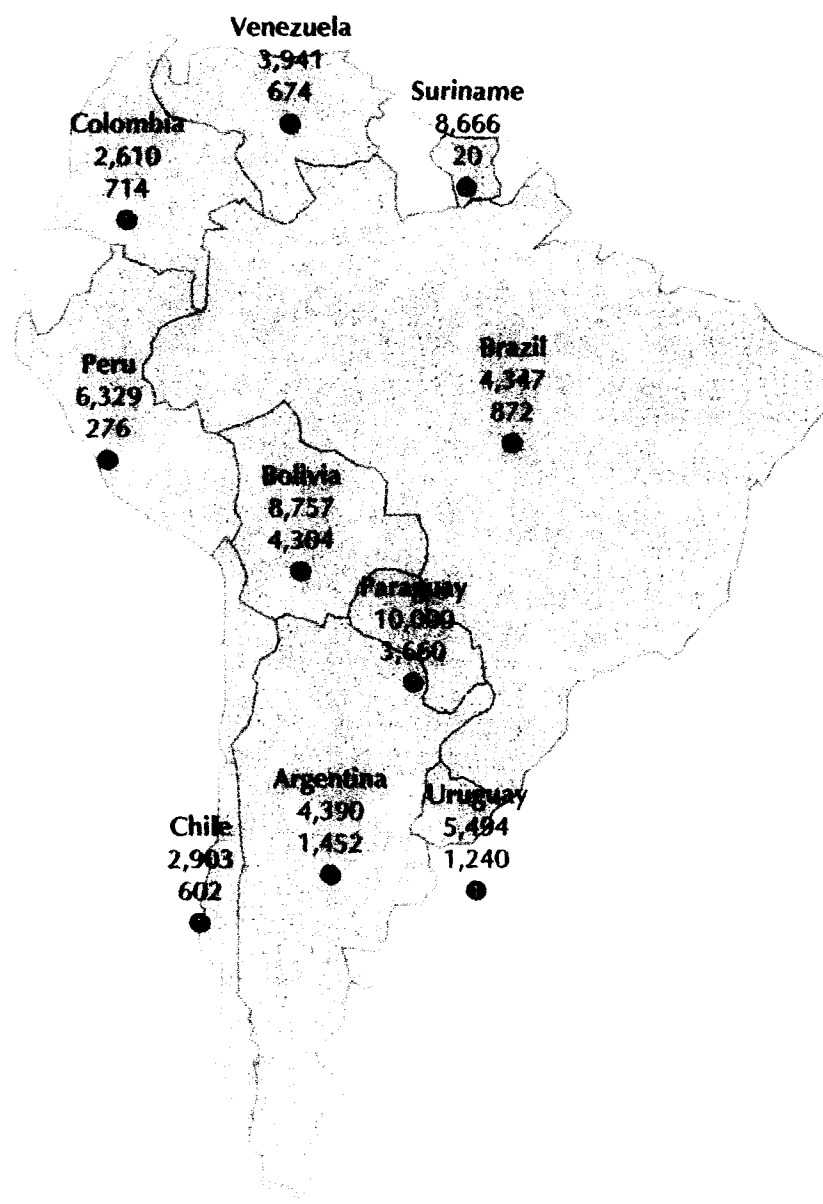 Venezuela
3,941
674
Suriname
8,666
20
Colombia
2,610
714
Brazil
4,347
872
Peru
6,329
276
Bolivia
8,757
4,304
Paraguay
10,000
3,660
Argentina
4,390
1,452
Uruguay
5,494
1,240
Chile
2,903
602